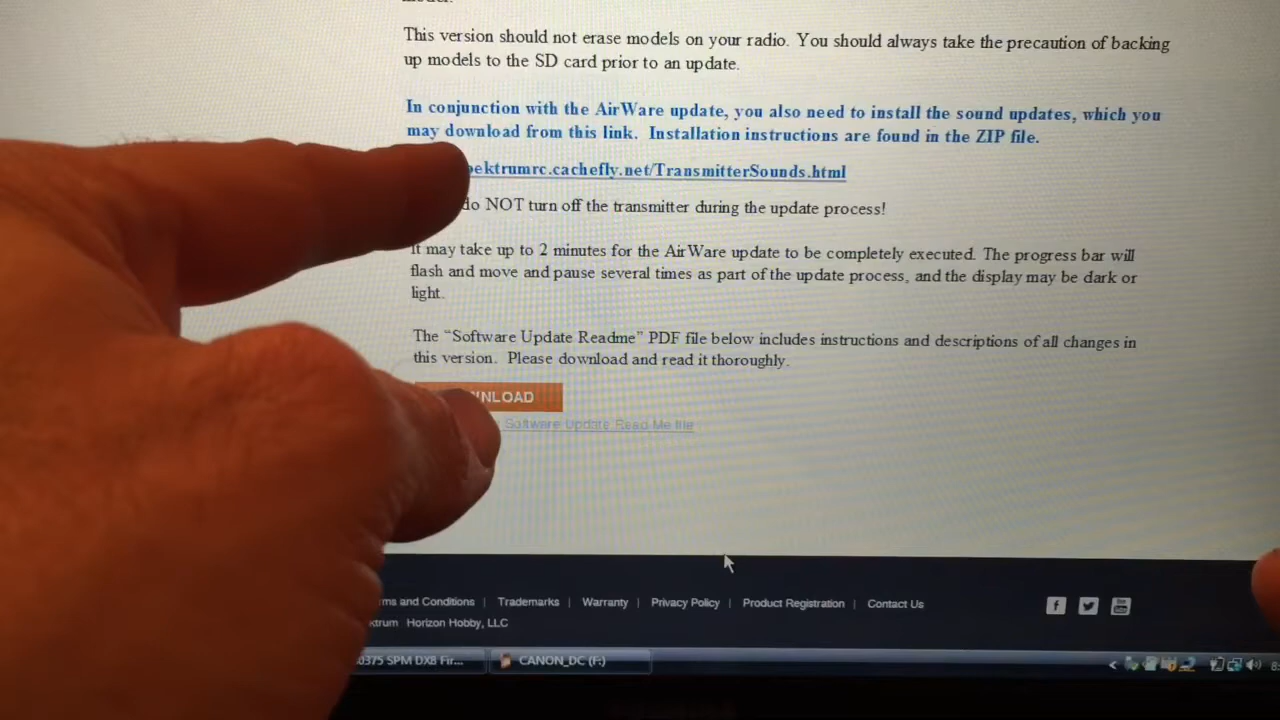 This version should not erase models on your radio. You should always take the precaution of backing
up models to the SD card prior to an update.
In conjunction with the AirWare update, you also need to install the sound updates, which you
may download from this link. Installation instructions are found in the ZIP file.
ektrumrc.cachefly.net/TransmitterSounds.html
do NOT turn off the transmitter during the update process!
It may take up to 2 minutes for the AirWare update to be completely executed. The progress bar will
flash and move and pause several times as part of the update process, and the display may be dark or
light.
The “Software Update Readme” PDF file below includes instructions and descriptions of all changes in
this version. Please download and read it thoroughly.
NLOAD
Software Update Read Me file
ms and Conditions | Trademarks | Warranty | Privacy Policy | Product Registration | Contact Us
ktrum Horizon Hobby, LLC
0375 SPM DX8 Fir... CANON_DC (F:)